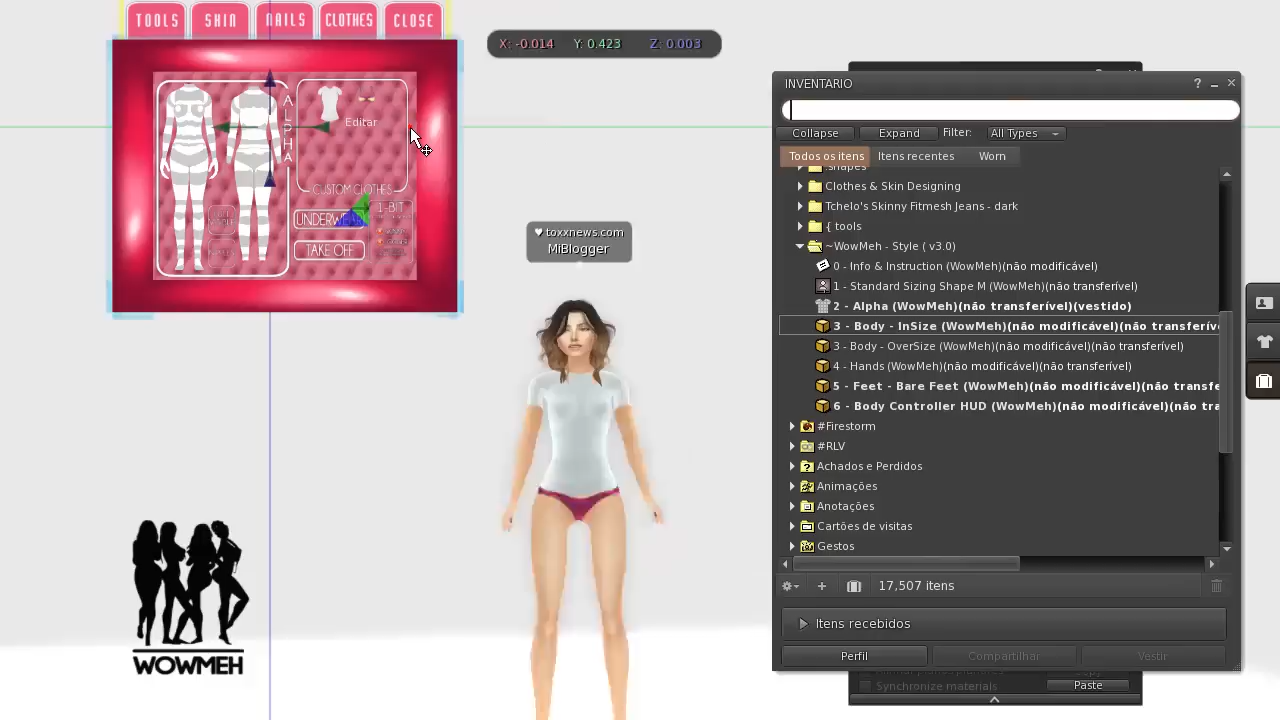 TOOLS SKIN NAILS CLOTHES CLOSE
X: -0.014 Y: 0.423 Z: 0.003
ALPHA
Editar
CUSTOM CLOTHES
UNDERWEAR
1-BIT
TAKE OFF
♥ toxxnews.com
MiBlogger
WOWMEH
INVENTARIO
Collapse Expand Filter: All Types
Todos os itens Itens recentes Worn
.shapes
Clothes & Skin Designing
Tchelo's Skinny Fitmesh Jeans - dark
{ tools
~WowMeh - Style ( v3.0)
0 - Info & Instruction (WowMeh)(não modificável)
1 - Standard Sizing Shape M (WowMeh)(não transferível)
2 - Alpha (WowMeh)(não transferível)(vestido)
3 - Body - InSize (WowMeh)(não modificável)(não transferív
3 - Body - OverSize (WowMeh)(não modificável)(não transferível)
4 - Hands (WowMeh)(não modificável)(não transferível)
5 - Feet - Bare Feet (WowMeh)(não modificável)(não transfe
6 - Body Controller HUD (WowMeh)(não modificável)(não tra
#Firestorm
#RLV
Achados e Perdidos
Animações
Anotações
Cartões de visitas
Gestos
17,507 itens
Itens recebidos
Perfil Compartilhar Vestir
Synchronize materials Paste